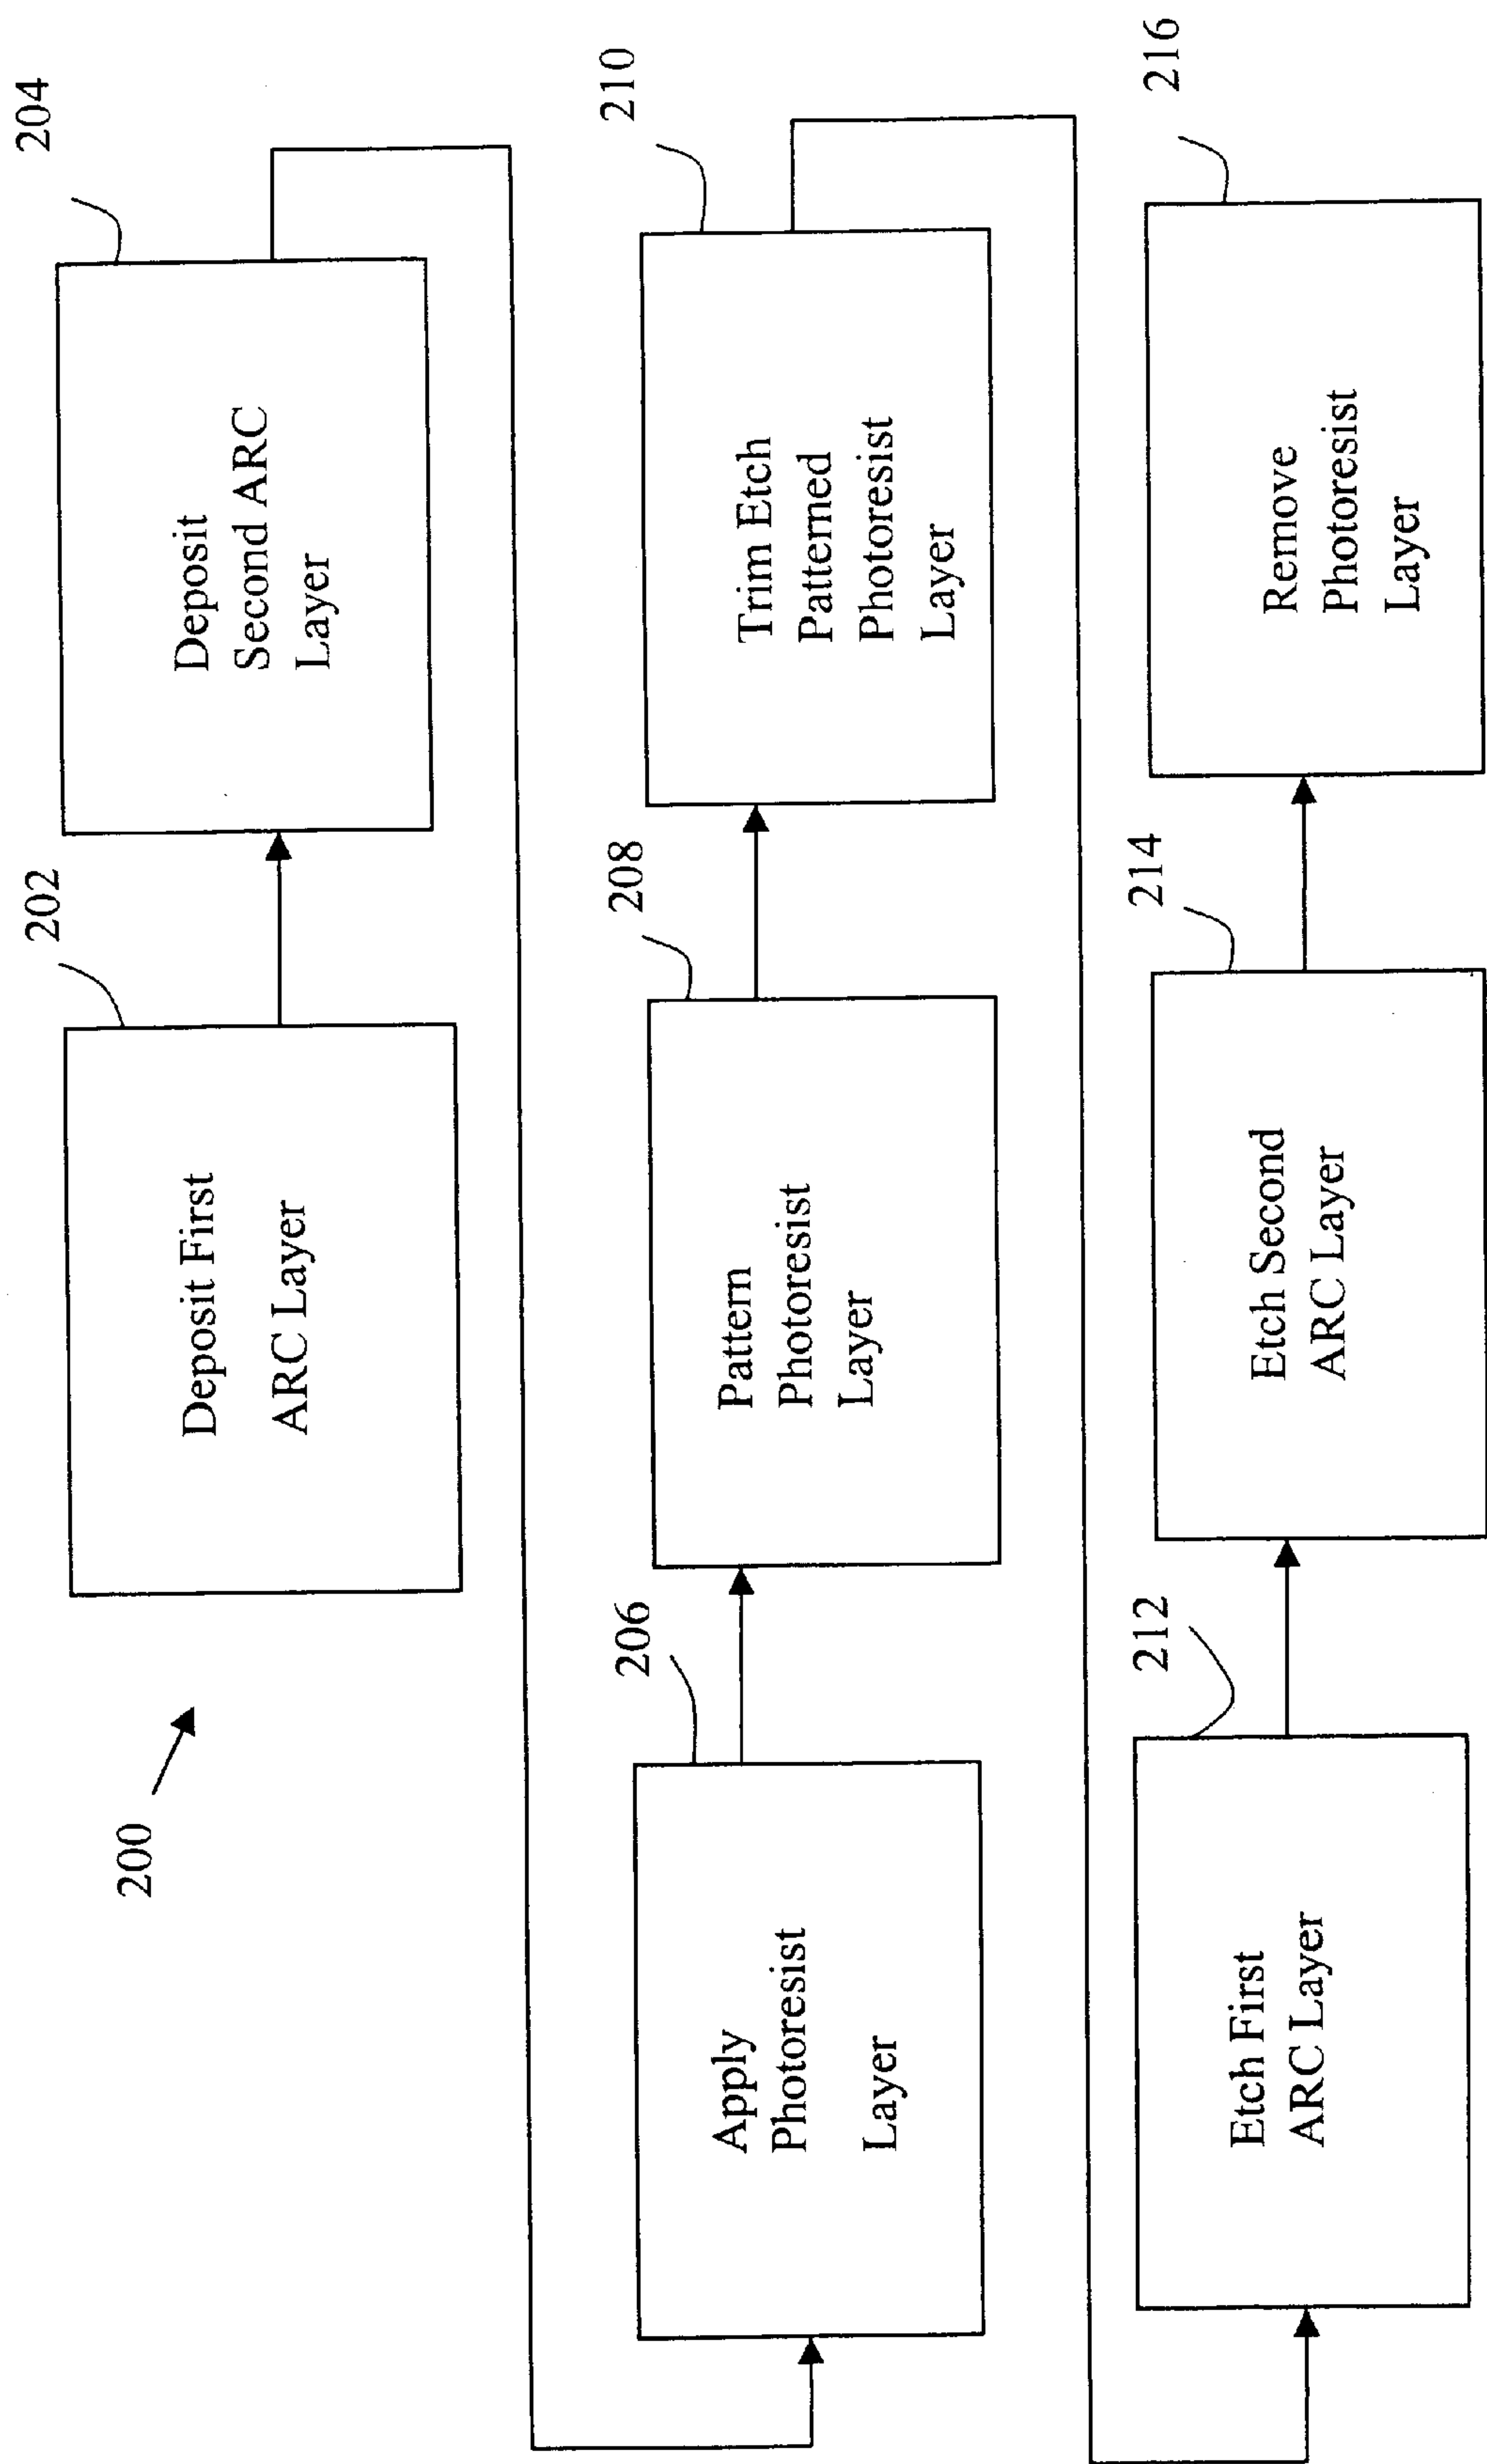 200
202
Deposit First
ARC Layer
204
Deposit
Second ARC
Layer
206
Apply
Photoresist
Layer
208
Pattern
Photoresist
Layer
210
Trim Etch
Patterned
Photoresist
Layer
212
Etch First
ARC Layer
214
Etch Second
ARC Layer
216
Remove
Photoresist
Layer